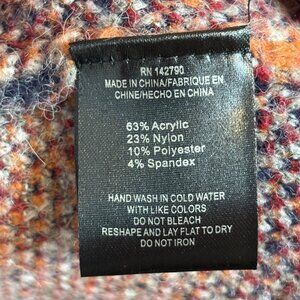 RN 142790
MADE IN CHINA/FABRIQUE EN
CHINE/HECHO EN CHINA
63% Acrylic
23% Nylon
10% Polyester
4% Spandex
HAND WASH IN COLD WATER
WITH LIKE COLORS
DO NOT BLEACH
RESHAPE AND LAY FLAT TO DRY
DO NOT IRON